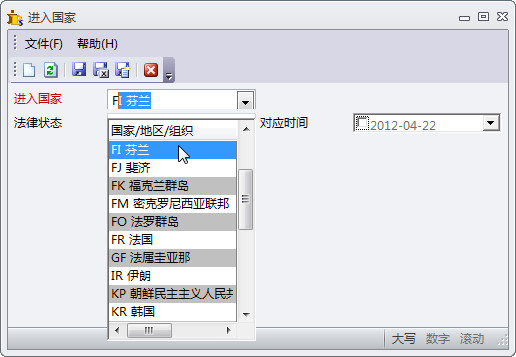 进入国家
文件(F) 帮助(H)
进入国家 FI 芬兰
法律状态 对应时间 2012-04-22
国家/地区/组织
FI 芬兰
FJ 斐济
FK 福克兰群岛
FM 密克罗尼西亚联邦
FO 法罗群岛
FR 法国
GF 法属圭亚那
IR 伊朗
KP 朝鲜民主主义人民
KR 韩国
大写 数字 滚动